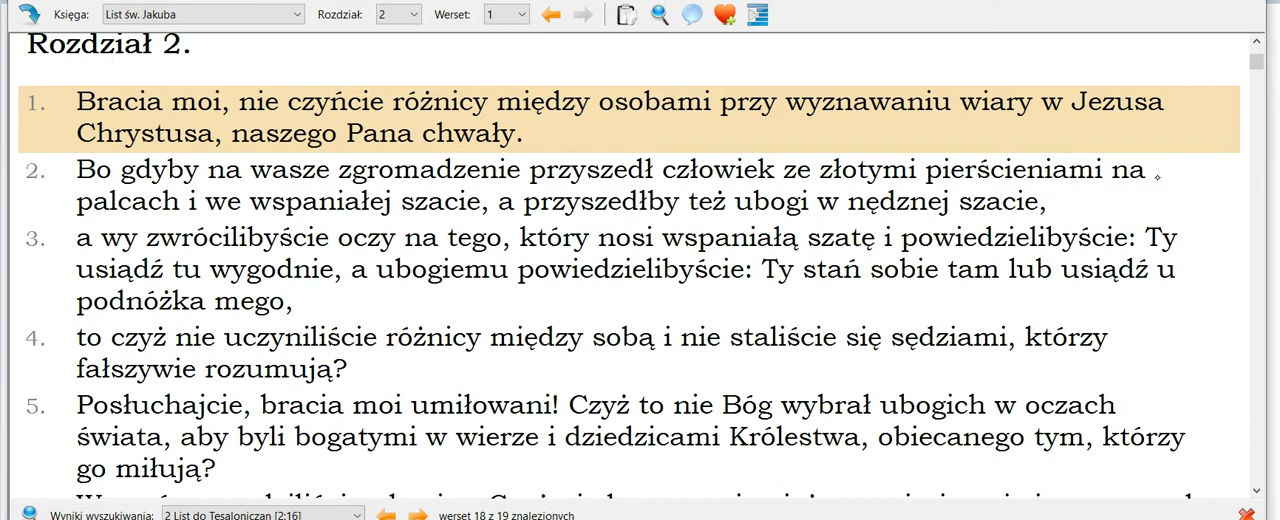 Księga: List św. Jakuba Rozdział: 2 Werset: 1
Rozdział 2.
1. Bracia moi, nie czyńcie różnicy między osobami przy wyznawaniu wiary w Jezusa
Chrystusa, naszego Pana chwały.
2. Bo gdyby na wasze zgromadzenie przyszedł człowiek ze złotymi pierścieniami na
palcach i we wspaniałej szacie, a przyszedłby też ubogi w nędznej szacie,
3. a wy zwrócilibyście oczy na tego, który nosi wspaniałą szatę i powiedzielibyście: Ty
usiądź tu wygodnie, a ubogiemu powiedzielibyście: Ty stań sobie tam lub usiądź u
podnóżka mego,
4. to czyż nie uczyniliście różnicy między sobą i nie staliście się sędziami, którzy
fałszywie rozumują?
5. Posłuchajcie, bracia moi umiłowani! Czyż to nie Bóg wybrał ubogich w oczach
świata, aby byli bogatymi w wierze i dziedzicami Królestwa, obiecanego tym, którzy
go miłują?
Wyniki wyszukiwania: 2 List do Tesaloniczan [2:16] werset 18 z 19 znalezionych